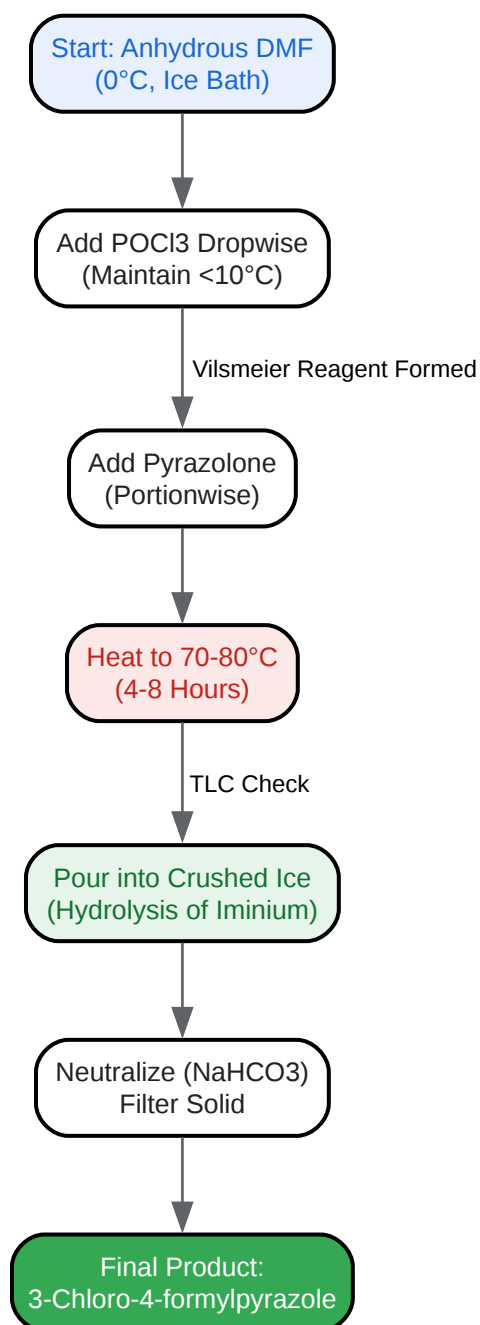 Start: Anhydrous DMF
(0°C, Ice Bath)
Add POCl3 Dropwise
(Maintain <10°C)
Vilsmeier Reagent Formed
Add Pyrazolone
(Portionwise)
Heat to 70-80°C
(4-8 Hours)
TLC Check
Pour into Crushed Ice
(Hydrolysis of Iminium)
Neutralize (NaHCO3)
Filter Solid
Final Product:
3-Chloro-4-formylpyrazole